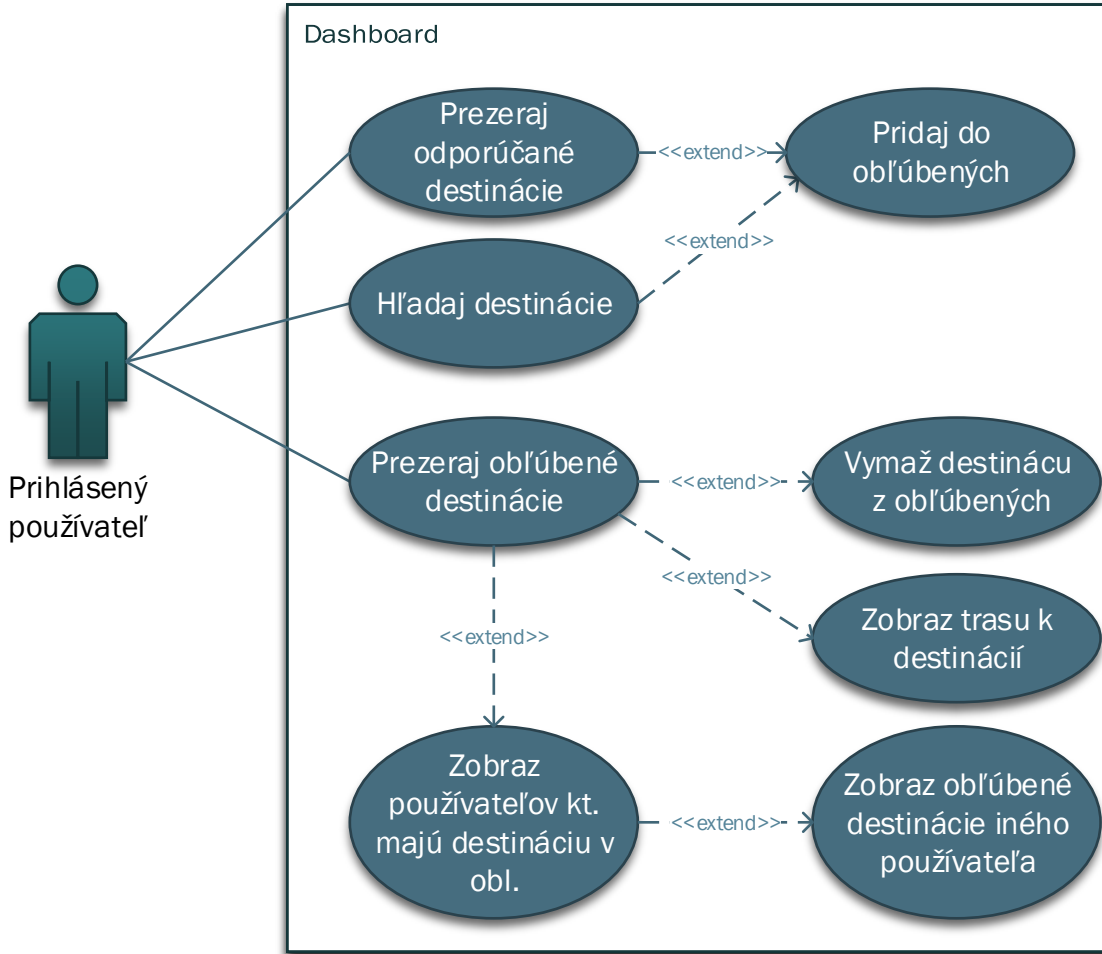 Dashboard
Prezeraj
odporúčané
destinácie
<<extend>>
Pridaj do
obľúbených
<<extend>>
Hľadaj destinácie
Prihlásený
používateľ
Prezeraj obľúbené
destinácie
<<extend>>
Vymaž destinácu
z obľúbených
<<extend>>
Zobraz trasu k
destinácií
<<extend>>
Zobraz
používateľov kt.
majú destináciu v
obl.
<<extend>>
Zobraz obľúbené
destinácie iného
používateľa